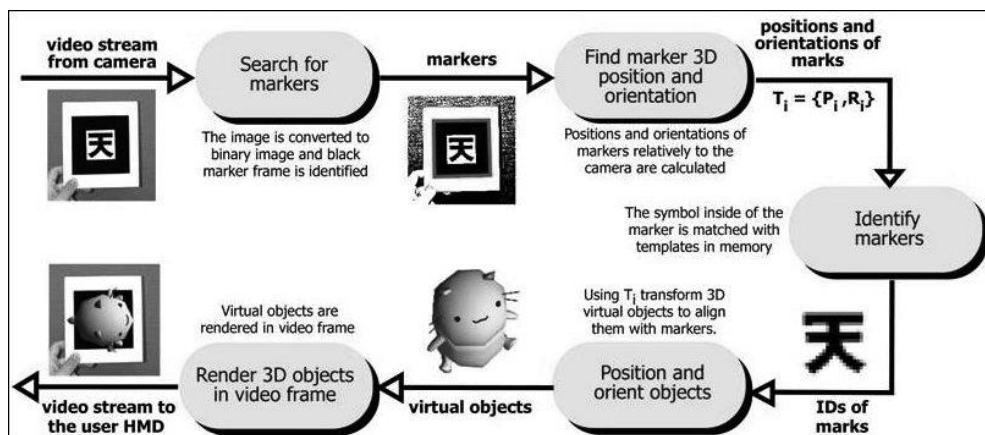 video stream
from camera
Search for
markers
The image is converted to
binary image and black
marker frame is identified
天
markers
天
Find marker 3D
position and
orientation
Positions and orientations of
markers relatively to the
camera are calculated
positions
and
orientations of
marks
Tᵢ = {Pᵢ ,Rᵢ}
The symbol inside of the
marker is matched with
templates in memory
Identify
markers
天
IDs of
marks
Using Tᵢ transform 3D
virtual objects to align
them with markers.
Position and
orient objects
virtual objects
Virtual objects are
rendered in video frame
Render 3D objects
in video frame
video stream to
the user HMD